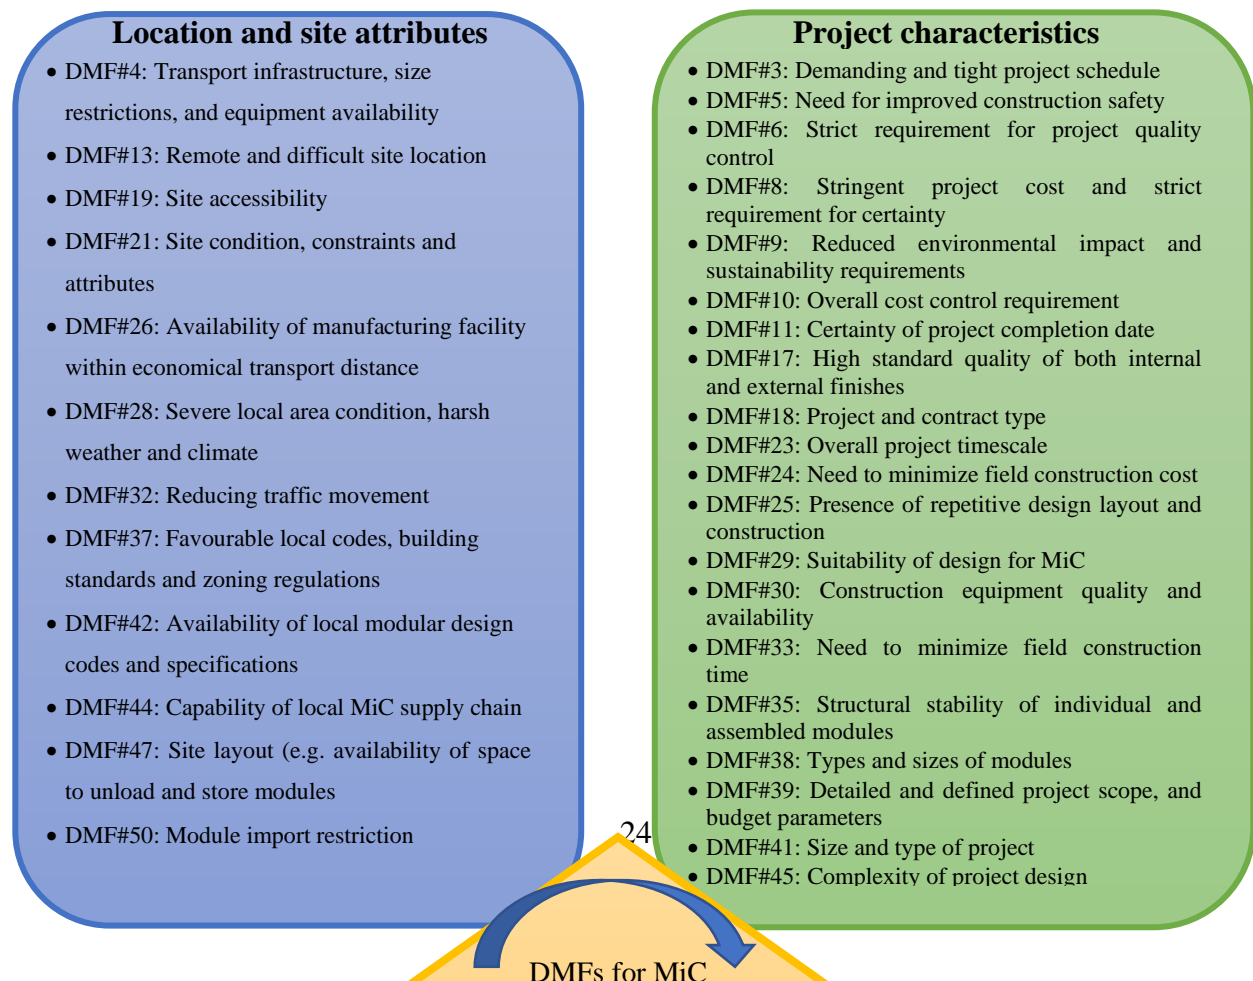 Location and site attributes
• DMF#4: Transport infrastructure, size
restrictions, and equipment availability
• DMF#13: Remote and difficult site location
• DMF#19: Site accessibility
• DMF#21: Site condition, constraints and
attributes
• DMF#26: Availability of manufacturing facility
within economical transport distance
• DMF#28: Severe local area condition, harsh
weather and climate
• DMF#32: Reducing traffic movement
• DMF#37: Favourable local codes, building
standards and zoning regulations
• DMF#42: Availability of local modular design
codes and specifications
• DMF#44: Capability of local MiC supply chain
• DMF#47: Site layout (e.g. availability of space
to unload and store modules
• DMF#50: Module import restriction
Project characteristics
• DMF#3: Demanding and tight project schedule
• DMF#5: Need for improved construction safety
• DMF#6: Strict requirement for project quality
control
• DMF#8: Stringent project cost and strict
requirement for certainty
• DMF#9: Reduced environmental impact and
sustainability requirements
• DMF#10: Overall cost control requirement
• DMF#11: Certainty of project completion date
• DMF#17: High standard quality of both internal
and external finishes
• DMF#18: Project and contract type
• DMF#23: Overall project timescale
• DMF#24: Need to minimize field construction cost
• DMF#25: Presence of repetitive design layout and
construction
• DMF#29: Suitability of design for MiC
• DMF#30: Construction equipment quality and
availability
• DMF#33: Need to minimize field construction
time
• DMF#35: Structural stability of individual and
assembled modules
• DMF#38: Types and sizes of modules
• DMF#39: Detailed and defined project scope, and
budget parameters
• DMF#41: Size and type of project
• DMF#45: Complexity of project design
24
DMFs for MiC